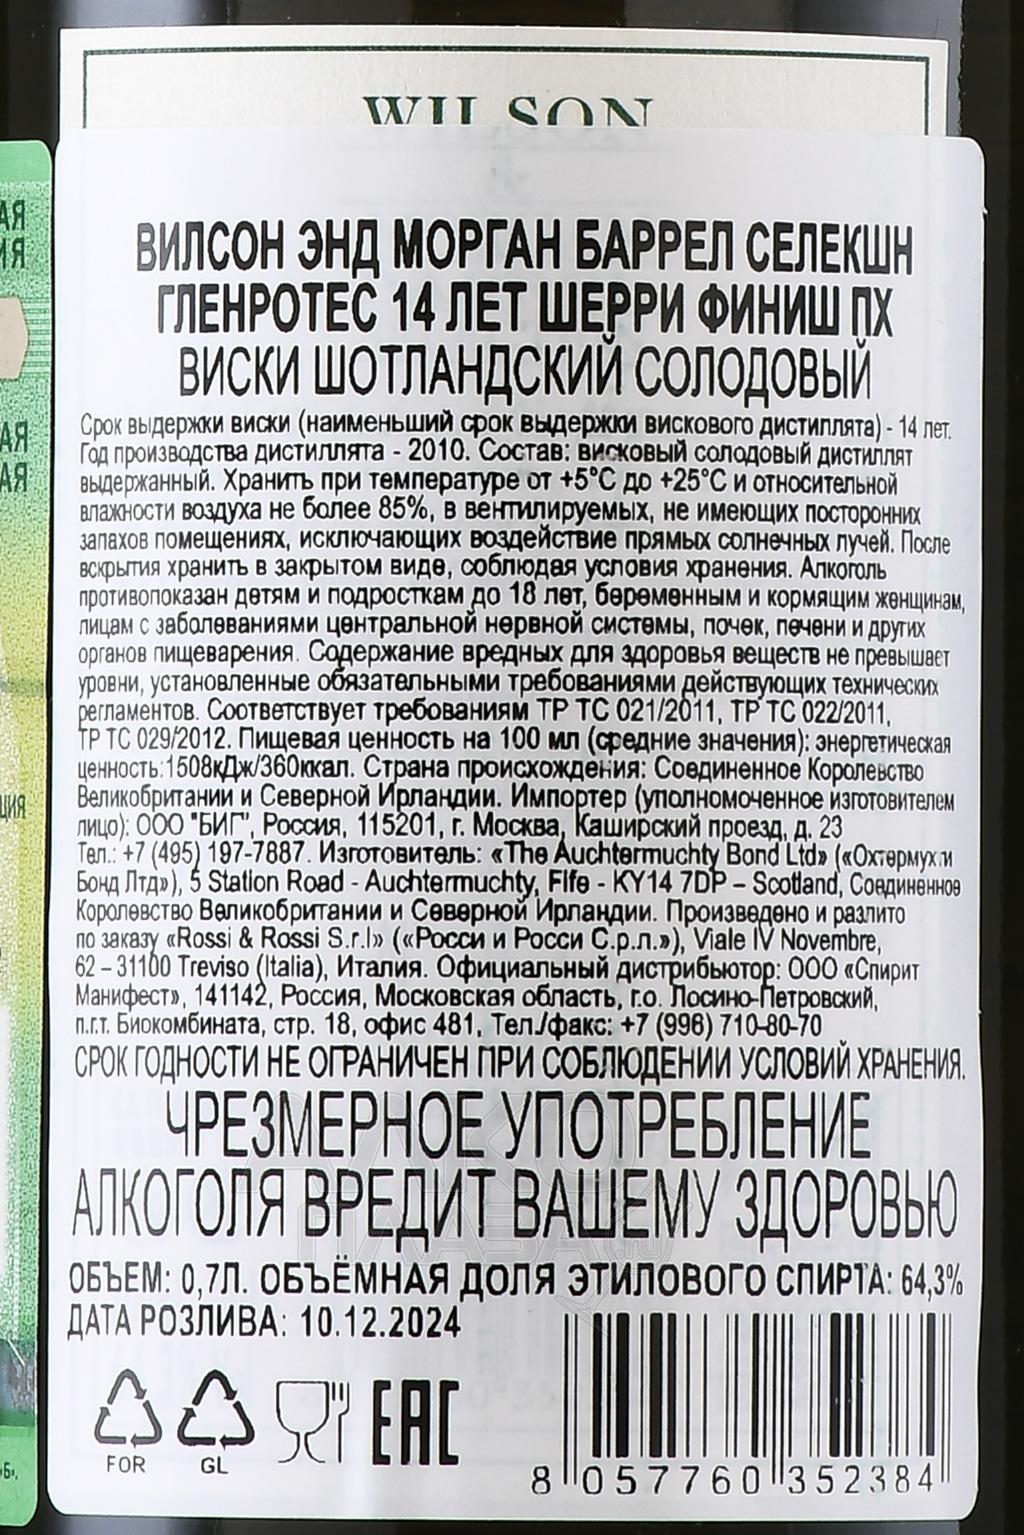 WILSON
ВИЛСОН ЭНД МОРГАН БАРРЕЛ СЕЛЕКШН
ГЛЕНРОТЕС 14 ЛЕТ ШЕРРИ ФИНИШ ПХ
ВИСКИ ШОТЛАНДСКИЙ СОЛОДОВЫЙ
Срок выдержки виски (наименьший срок выдержки вискового дистиллята) - 14 лет.
Год производства дистиллята - 2010. Состав: висковый солодовый дистиллят
выдержанный. Хранить при температуре от +5°С до +25°С и относительной
влажности воздуха не более 85%, в вентилируемых, не имеющих посторонних
запахов помещениях, исключающих воздействие прямых солнечных лучей. После
вскрытия хранить в закрытом виде, соблюдая условия хранения. Алкоголь
противопоказан детям и подросткам до 18 лет, беременным и кормящим женщинам,
лицам с заболеваниями центральной нервной системы, почек, печени и других
органов пищеварения. Содержание вредных для здоровья веществ не превышает
уровни, установленные обязательными требованиями действующих технических
регламентов. Соответствует требованиям ТР ТС 021/2011, ТР ТС 022/2011,
ТР ТС 029/2012. Пищевая ценность на 100 мл (средние значения): энергетическая
ценность:1508кДж/360ккал. Страна происхождения: Соединенное Королевство
Великобритании и Северной Ирландии. Импортер (уполномоченное изготовителем
лицо): ООО "БИГ", Россия, 115201, г. Москва, Каширский проезд, д. 23
Тел.: +7 (495) 197-7887. Изготовитель: «The Auchtermuchty Bond Ltd» («Охтермухти
Бонд Лтд»), 5 Station Road - Auchtermuchty, Fife - KY14 7DP – Scotland, Соединенное
Королевство Великобритании и Северной Ирландии. Произведено и разлито
по заказу «Rossi & Rossi S.r.l» («Росси и Росси С.р.л.»), Viale IV Novembre,
62 – 31100 Treviso (Italia), Италия. Официальный дистрибьютор: ООО «Спирит
Манифест», 141142, Россия, Московская область, г.о. Лосино-Петровский,
п.г.т. Биокомбината, стр. 18, офис 481, Тел./факс: +7 (996) 710-80-70
СРОК ГОДНОСТИ НЕ ОГРАНИЧЕН ПРИ СОБЛЮДЕНИИ УСЛОВИЙ ХРАНЕНИЯ.
ЧРЕЗМЕРНОЕ УПОТРЕБЛЕНИЕ
АЛКОГОЛЯ ВРЕДИТ ВАШЕМУ ЗДОРОВЬЮ
ОБЪЕМ: 0,7Л. ОБЪЁМНАЯ ДОЛЯ ЭТИЛОВОГО СПИРТА: 64,3%
ДАТА РОЗЛИВА: 10.12.2024
FOR GL EAC
8 057760 352384